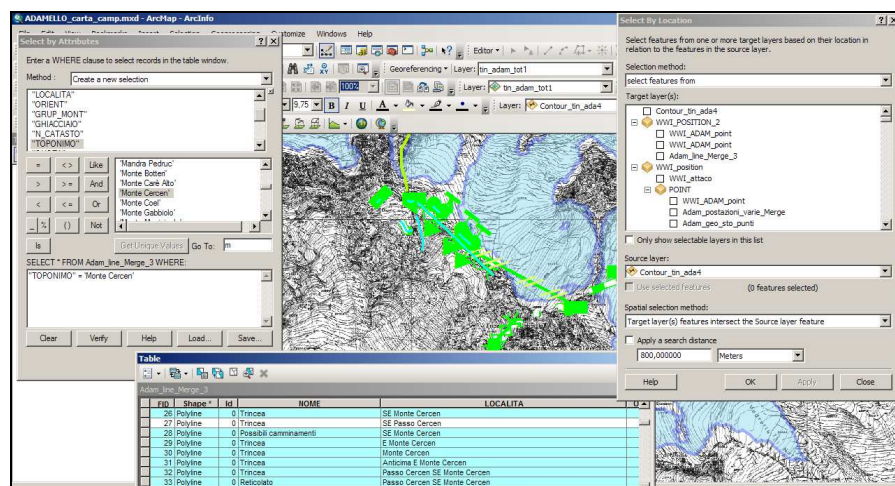 ADAMELLO_carta_camp.mxd - ArcMap - ArcInfo
Customize Windows Help
Select by Attributes
Enter a WHERE clause to select records in the table window.
Method : Create a new selection
"LOCALITA"
"ORIENT"
"GRUP_MONT"
"GHIACCIAIO"
"N_CATASTO"
"TOPONIMO"
= < > Like
> > = And
< < = Or
_ % ( ) Not
Is
'Mandra Pedruc'
'Monte Botteri'
'Monte Carè Alto'
'Monte Cercen'
'Monte Coel'
'Monte Gabbiolo'
Get Unique Values Go To: m
SELECT * FROM Adam_line_Merge_3 WHERE:
"TOPONIMO" = 'Monte Cercen'
Clear Verify Help Load... Save...
Editor
Georeferencing Layer: tin_adam_tot1
100% Layer: tin_adam_tot1
9,75 B I U A Layer: Contour_tin_ada4
Select By Location
Select features from one or more target layers based on their location in
relation to the features in the source layer.
Selection method:
select features from
Target layer(s):
Contour_tin_ada4
WWI_POSITION_2
WWI_ADAM_point
WWI_ADAM_point
Adam_line_Merge_3
WWI_position
WWI_attaco
POINT
WWI_ADAM_point
Adam_postazioni_varie_Merge
Adam_geo_sto_punti
Only show selectable layers in this list
Source layer:
Contour_tin_ada4
Use selected features (0 features selected)
Spatial selection method:
Target layer(s) features intersect the Source layer feature
Apply a search distance
800,000000 Meters
Help OK Apply Close
Table
Adam_line_Merge_3
FID Shape * Id NOME LOCALITA
26 Polyline 0 Trincea SE Monte Cercen
27 Polyline 0 Trincea SE Passo Cercen
28 Polyline 0 Possibili camminamenti SE Monte Cercen
29 Polyline 0 Trincea E Monte Cercen
30 Polyline 0 Trincea Monte Cercen
31 Polyline 0 Trincea Anticima E Monte Cercen
32 Polyline 0 Trincea Passo Cercen SE Monte Cercen
33 Polyline 0 Reticolato Passo Cercen SE Monte Cercen